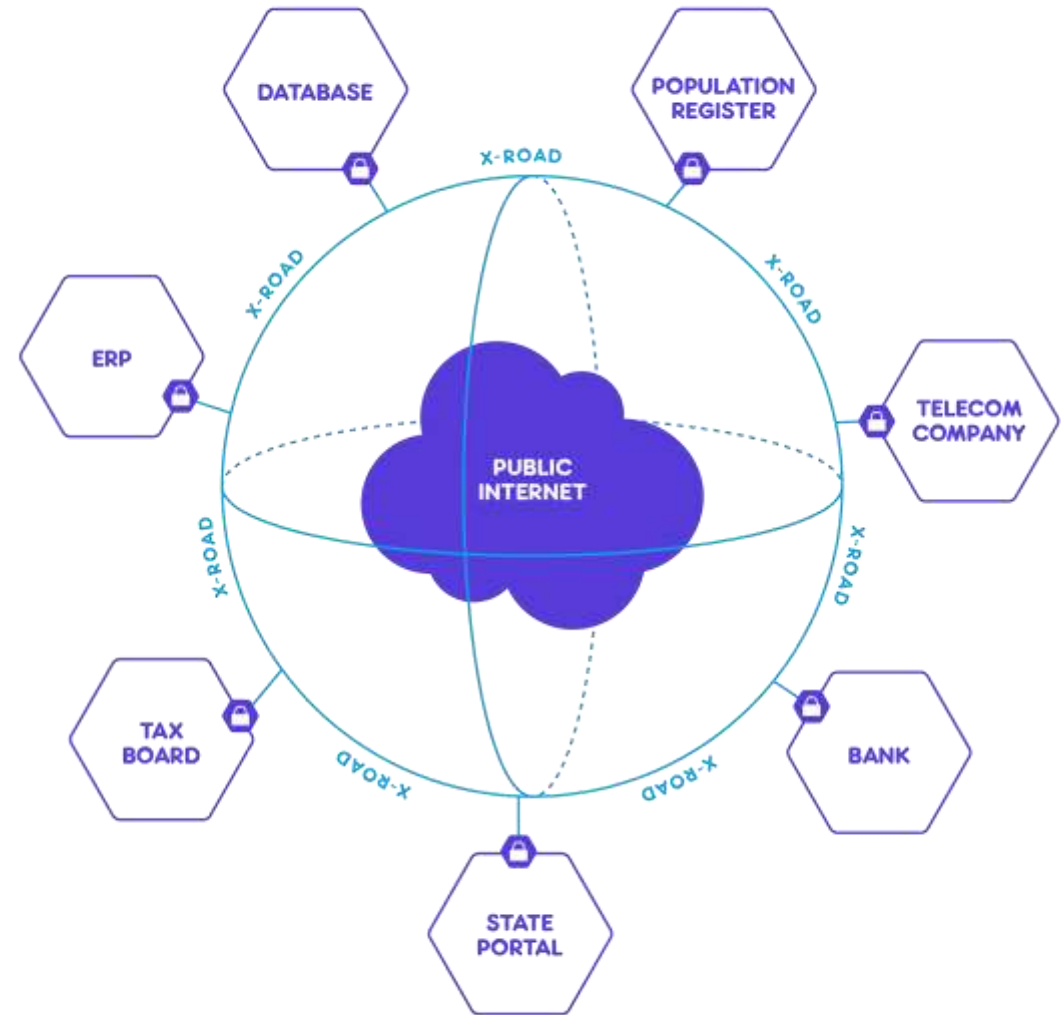 DATABASE
POPULATION
REGISTER
X-ROAD
X-ROAD
X-ROAD
ERP
TELECOM
COMPANY
PUBLIC
INTERNET
X-ROAD
X-ROAD
TAX
BOARD
BANK
X-ROAD
X-ROAD
STATE
PORTAL